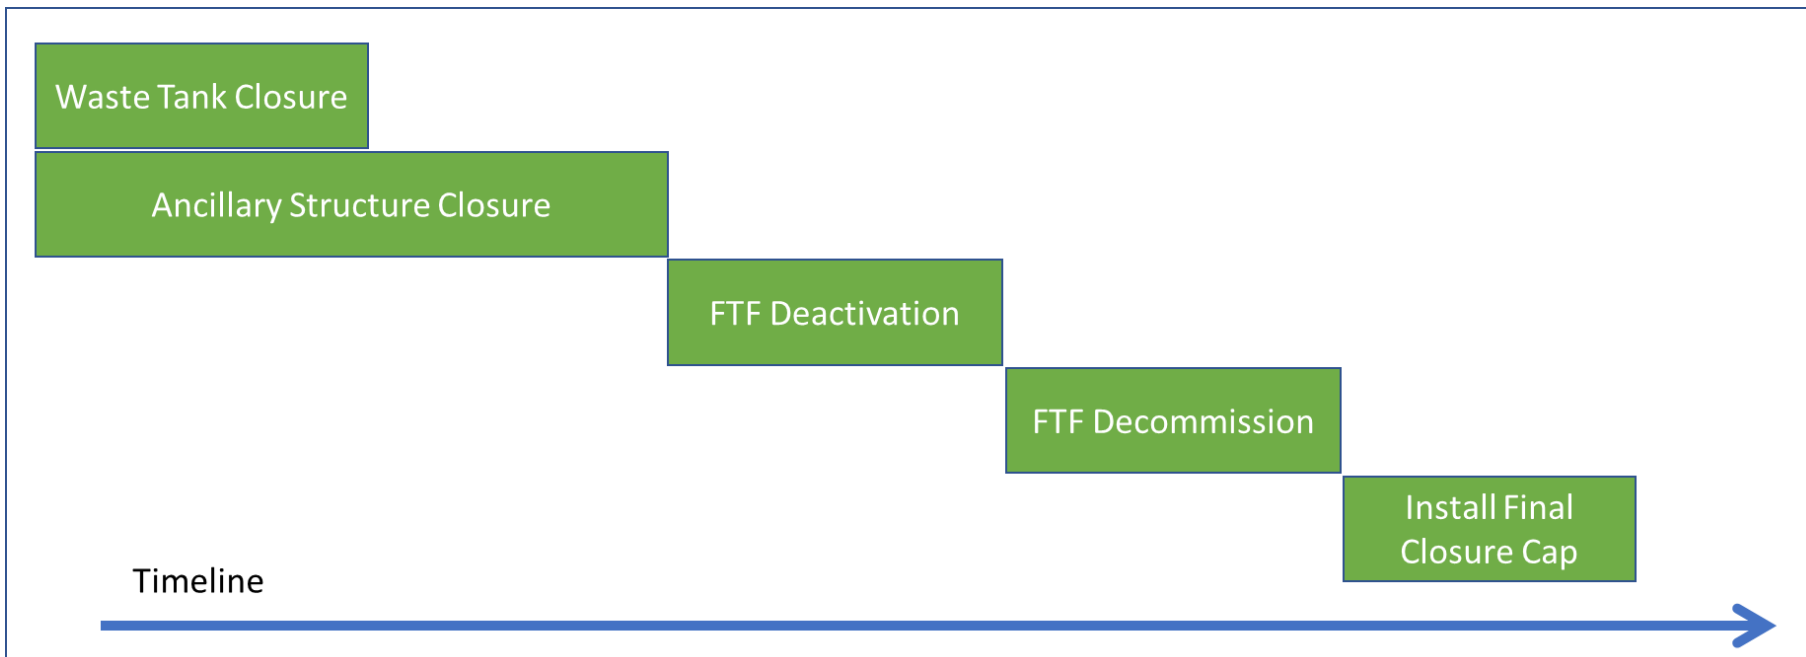 Waste Tank Closure
Ancillary Structure Closure
FTF Deactivation
FTF Decommission
Install Final
Closure Cap
Timeline